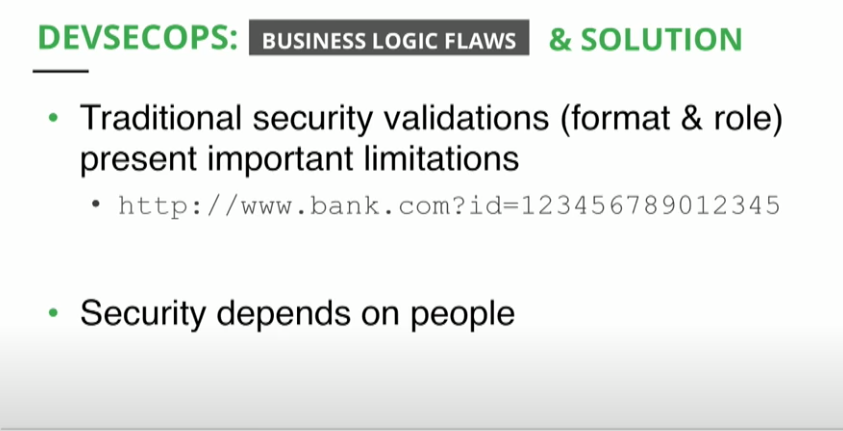 DEVSECOPS: BUSINESS LOGIC FLAWS & SOLUTION
• Traditional security validations (format & role)
present important limitations
• http://www.bank.com?id=123456789012345
• Security depends on people